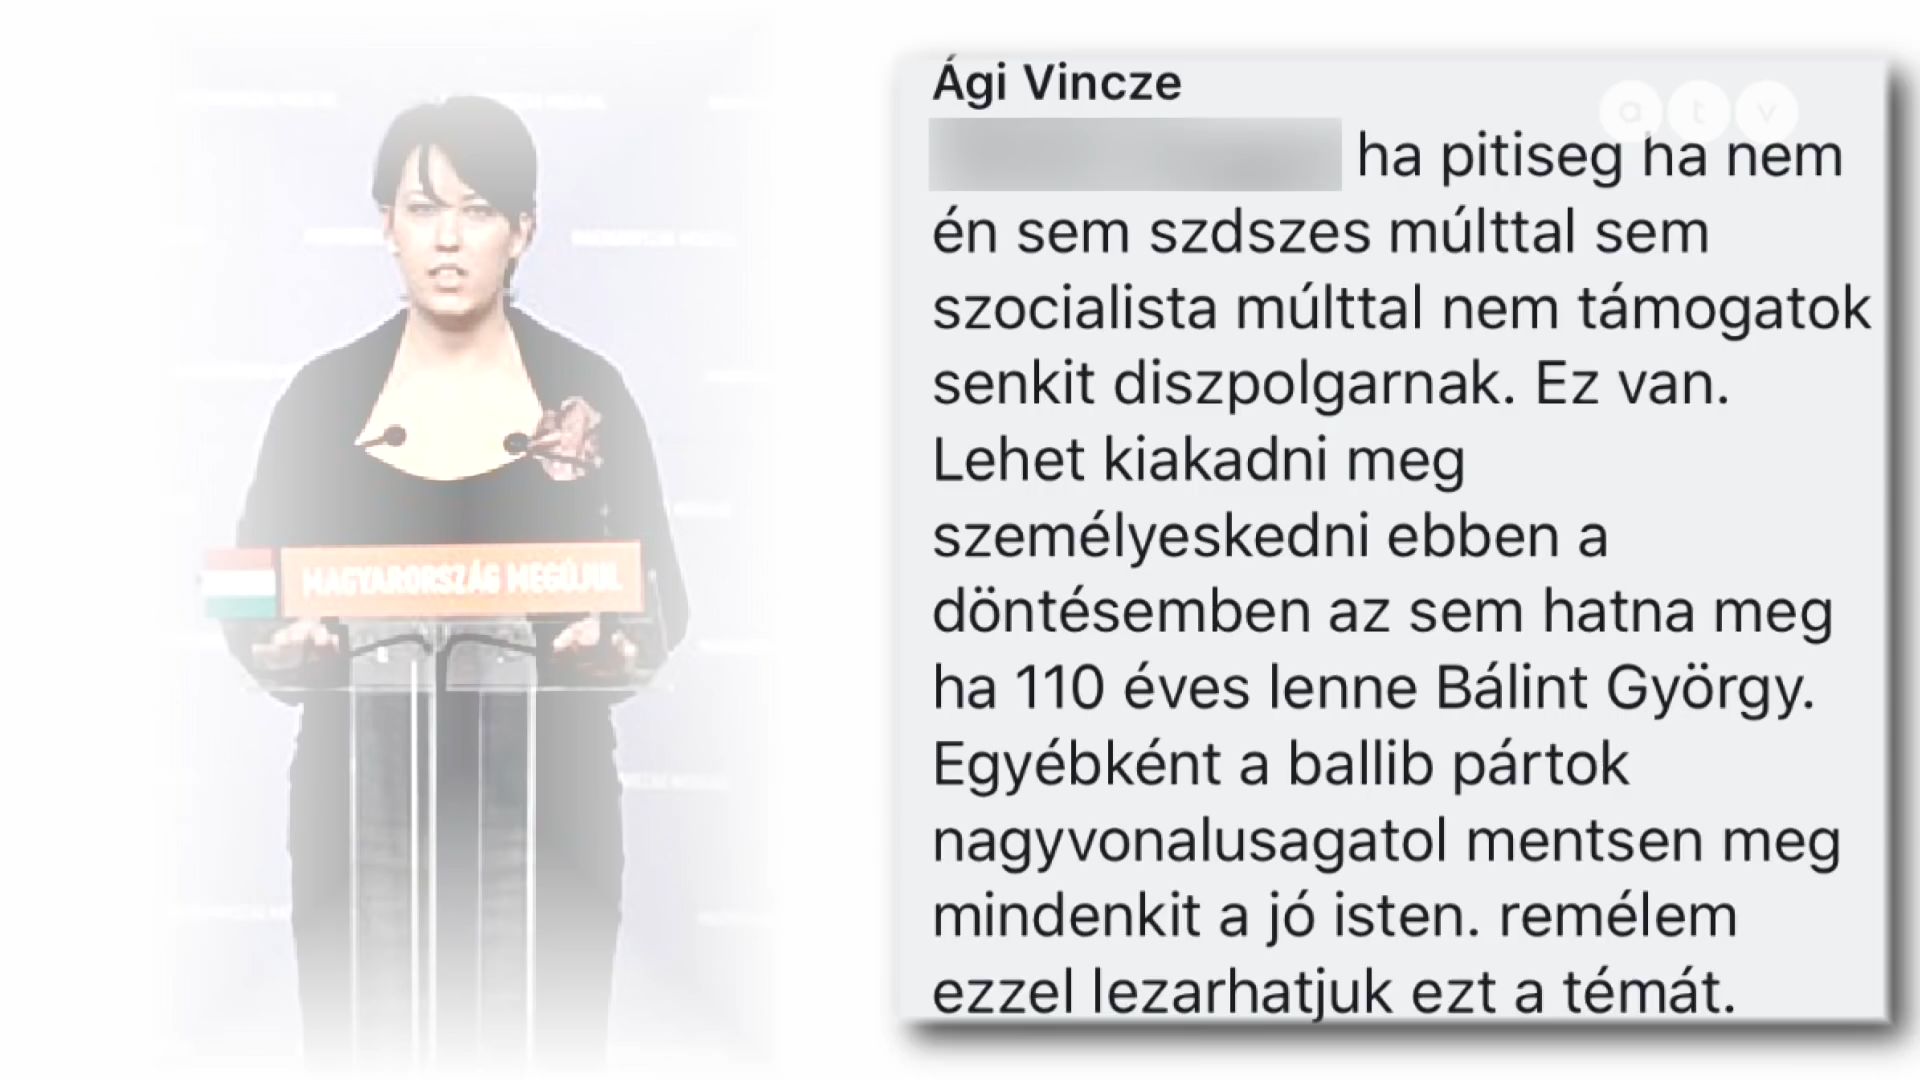 MAGYARORSZÁG MEGÚJUL
Ági Vincze
a t v
ha pitiseg ha nem
én sem szdszes múlttal sem
szocialista múlttal nem támogatok
senkit diszpolgarnak. Ez van.
Lehet kiakadni meg
személyeskedni ebben a
döntésemben az sem hatna meg
ha 110 éves lenne Bálint György.
Egyébként a ballib pártok
nagyvonalusagatol mentsen meg
mindenkit a jó isten. remélem
ezzel lezarhatjuk ezt a témát.